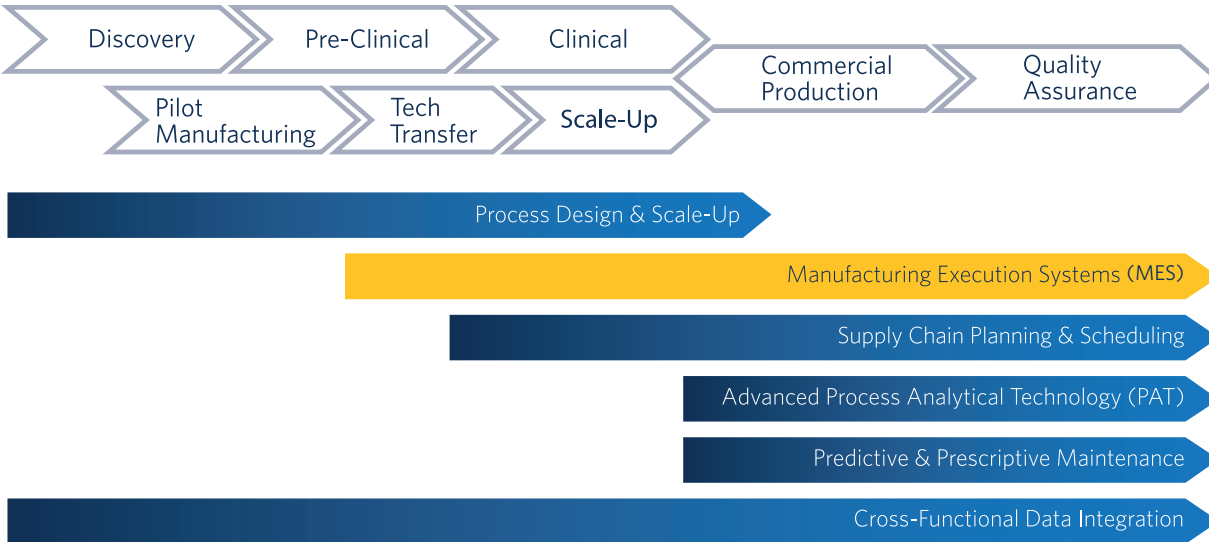 Discovery
Pre-Clinical
Clinical
Commercial
Production
Quality
Assurance
Pilot
Manufacturing
Tech
Transfer
Scale-Up
Process Design & Scale-Up
Manufacturing Execution Systems (MES)
Supply Chain Planning & Scheduling
Advanced Process Analytical Technology (PAT)
Predictive & Prescriptive Maintenance
Cross-Functional Data Integration